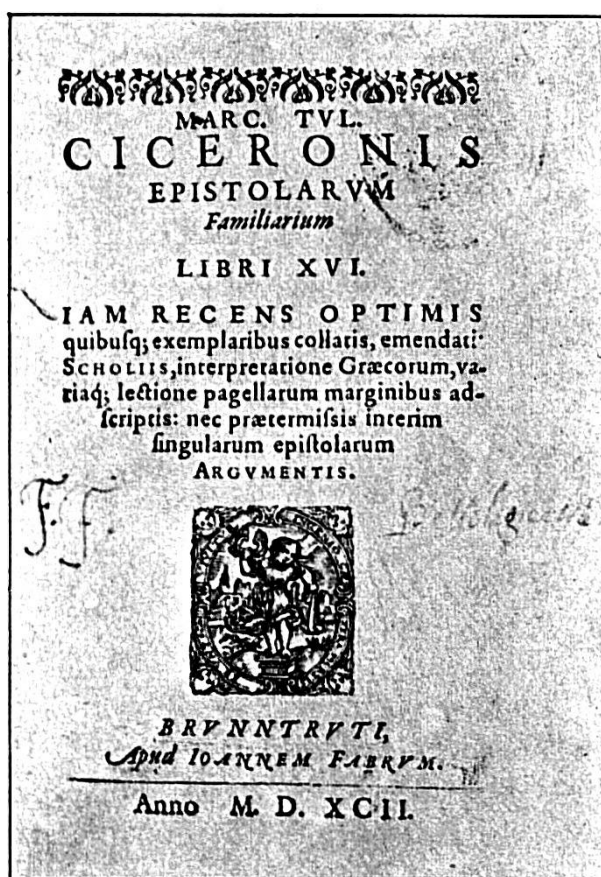 MARC. TVL.
CICERONIS
EPISTOLARVM
Familiarium
LIBRI XVI.
IAM RECENS OPTIMIS
quibuſq; exemplaribus collatis, emendati:
SCHOLIIS, interpretatione Græcorum, va-
riaq; lectione pagellarum marginibus ad-
ſcriptis: nec prætermiſsis interim
ſingularum epiſtolarum
ARGVMENTIS.
F. F.
BRVNNTRVTI,
Apud IOANNEM FABRVM.
Anno M. D. XCII.